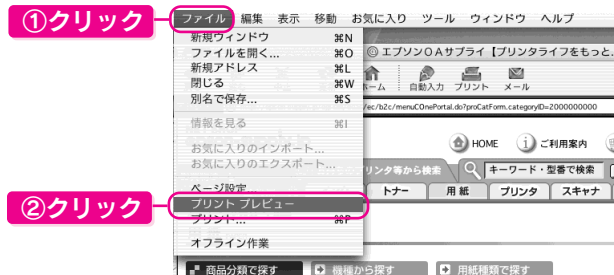 ①クリック
ファイル 編集 表示 移動 お気に入り ツール ウィンドウ ヘルプ
新規ウィンドウ ⌘N
ファイルを開く... ⌘O
新規アドレス ⌘L
閉じる ⌘W
別名で保存... ⌘S
情報を見る ⌘I
お気に入りのインポート...
お気に入りのエクスポート...
ページ設定...
プリント プレビュー
プリント... ⌘P
オフライン作業
②クリック
エプソンOAサプライ【プリンタライフをもっと.
ホーム 自動入力 プリント メール
/ec/b2c/menuCOnePortal.do?proCatForm.categoryID=2000000000
HOME ご利用案内
リンタ等から検索 キーワード・型番で検索
トナー 用紙 プリンタ スキャナ
商品分類で探す 機種から探す 用紙種類で探す